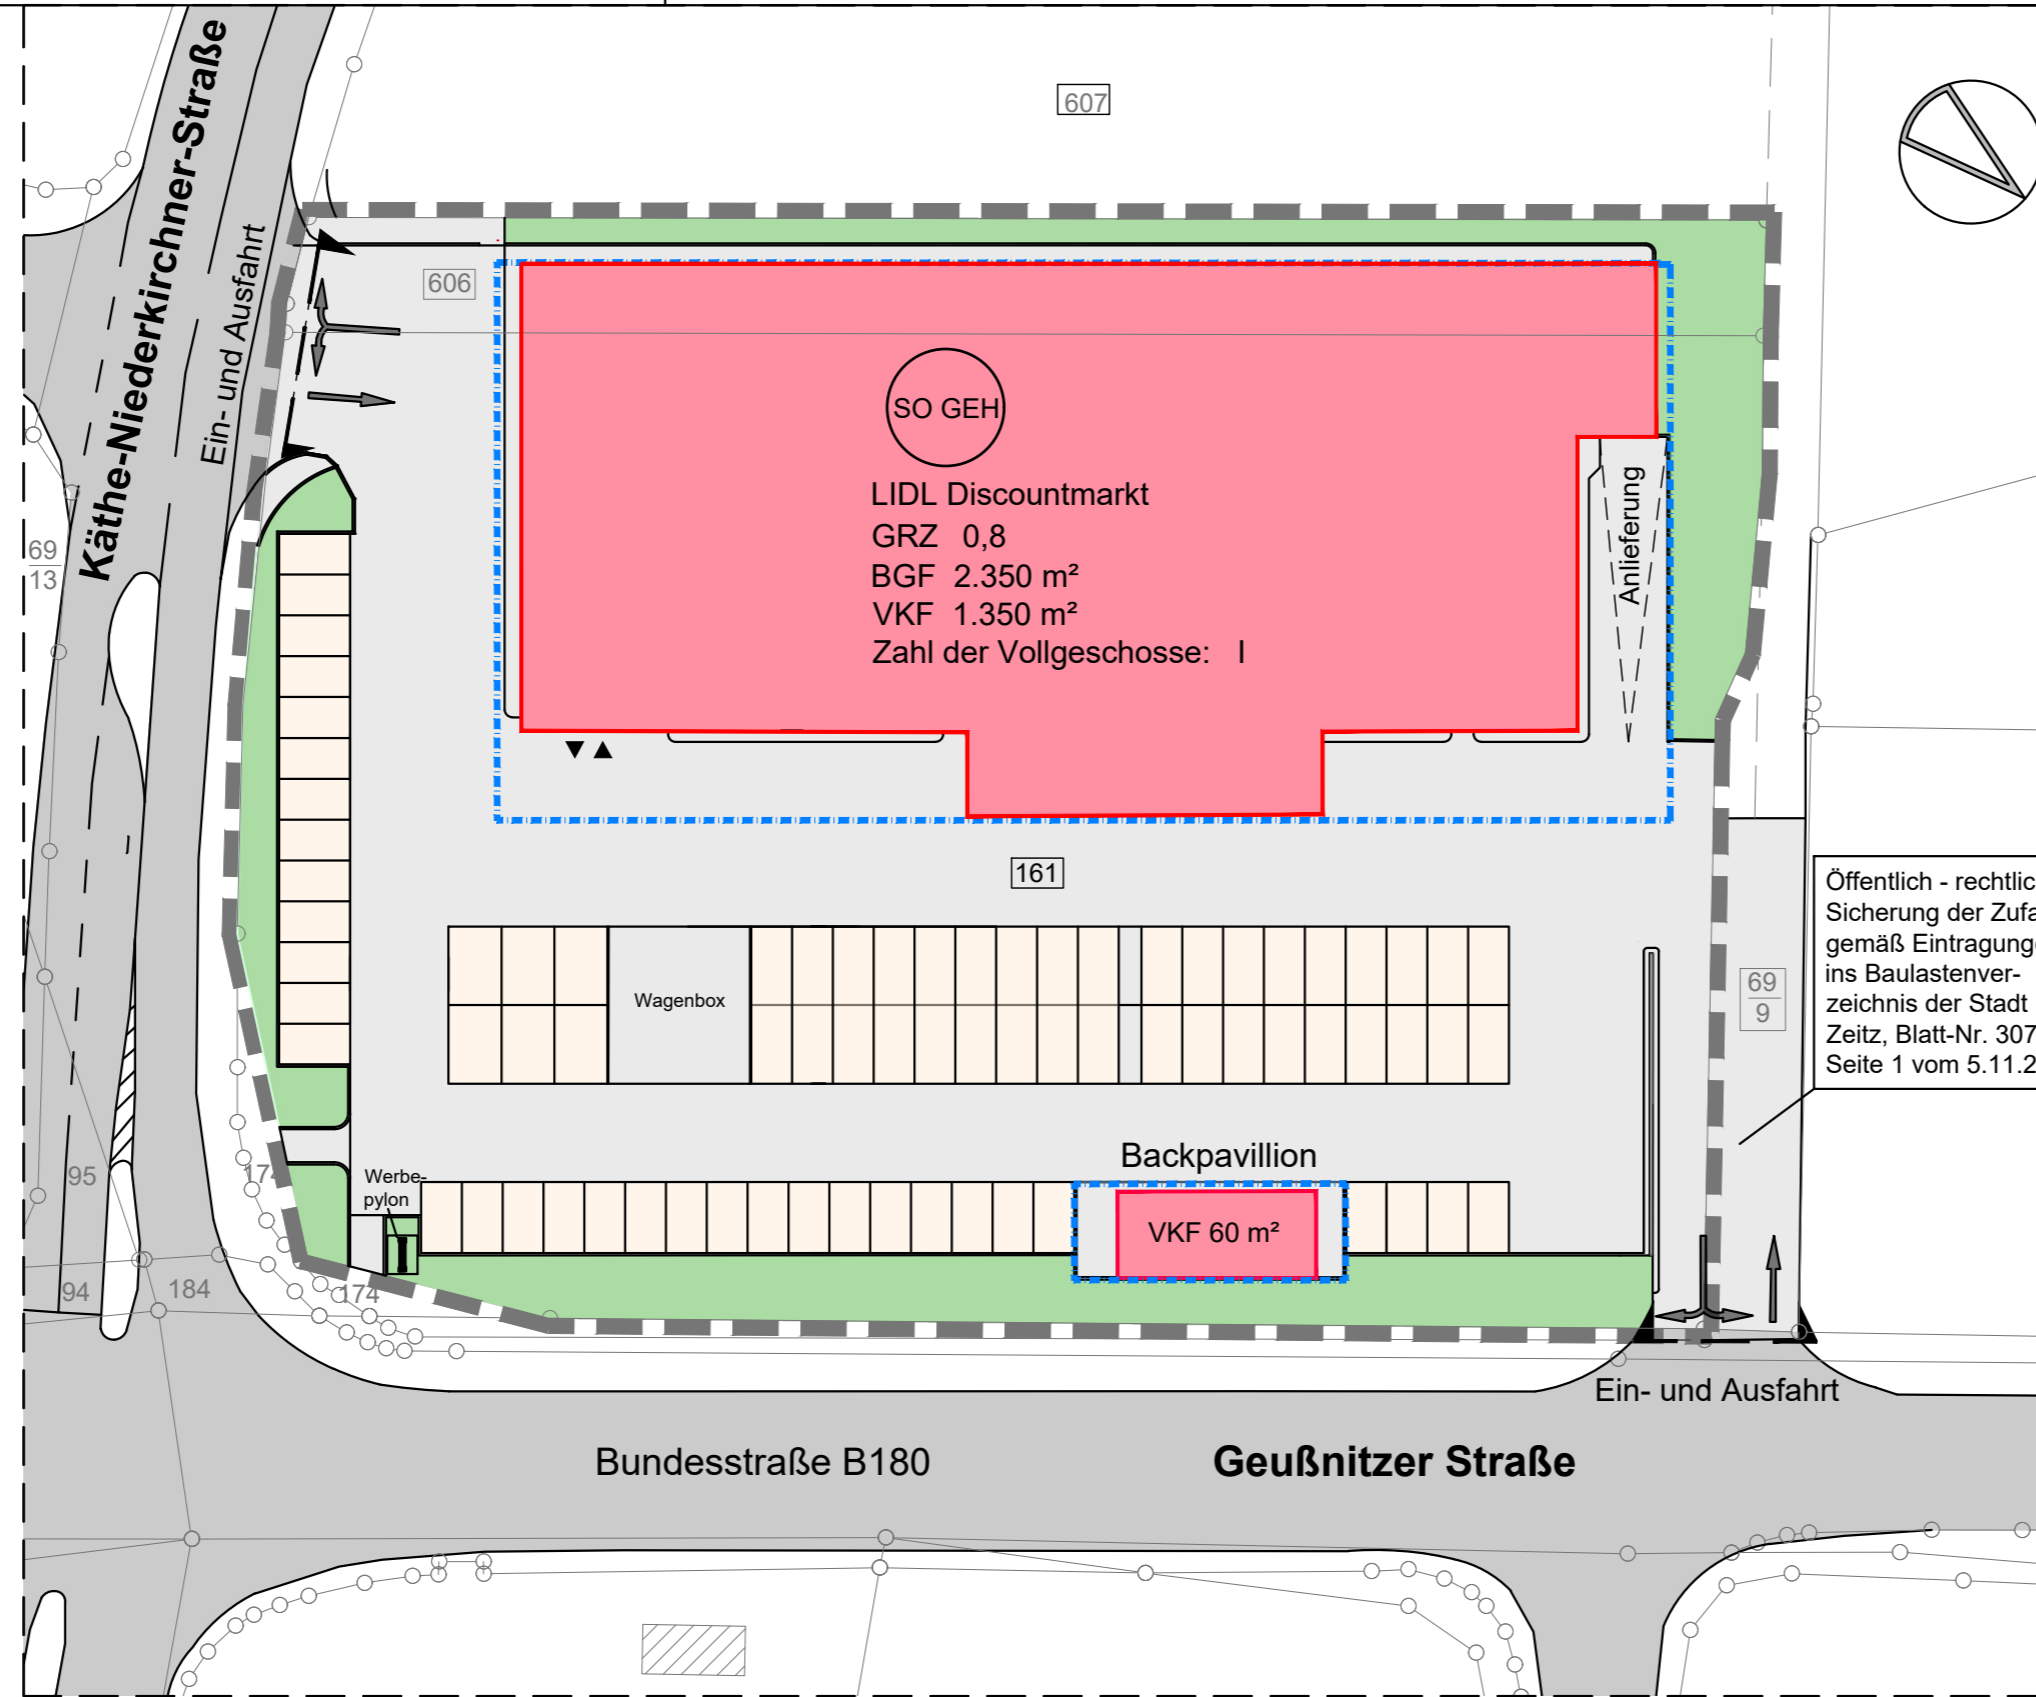 607
Käthe-Niederkirchner-Straße
Ein- und Ausfahrt
606
SO GEH
LIDL Discountmarkt
GRZ 0,8
BGF 2.350 m²
VKF 1.350 m²
Zahl der Vollgeschosse: I
Anlieferung
69
13
161
Öffentlich - rechtlic
Sicherung der Zufa
gemäß Eintragung
ins Baulastenver-
zeichnis der Stadt
Zeitz, Blatt-Nr. 307
Seite 1 vom 5.11.2
69
9
Wagenbox
Backpavillion
VKF 60 m²
Werbe-
pylon
95
174
94
184
174
Ein- und Ausfahrt
Bundesstraße B180
Geußnitzer Straße